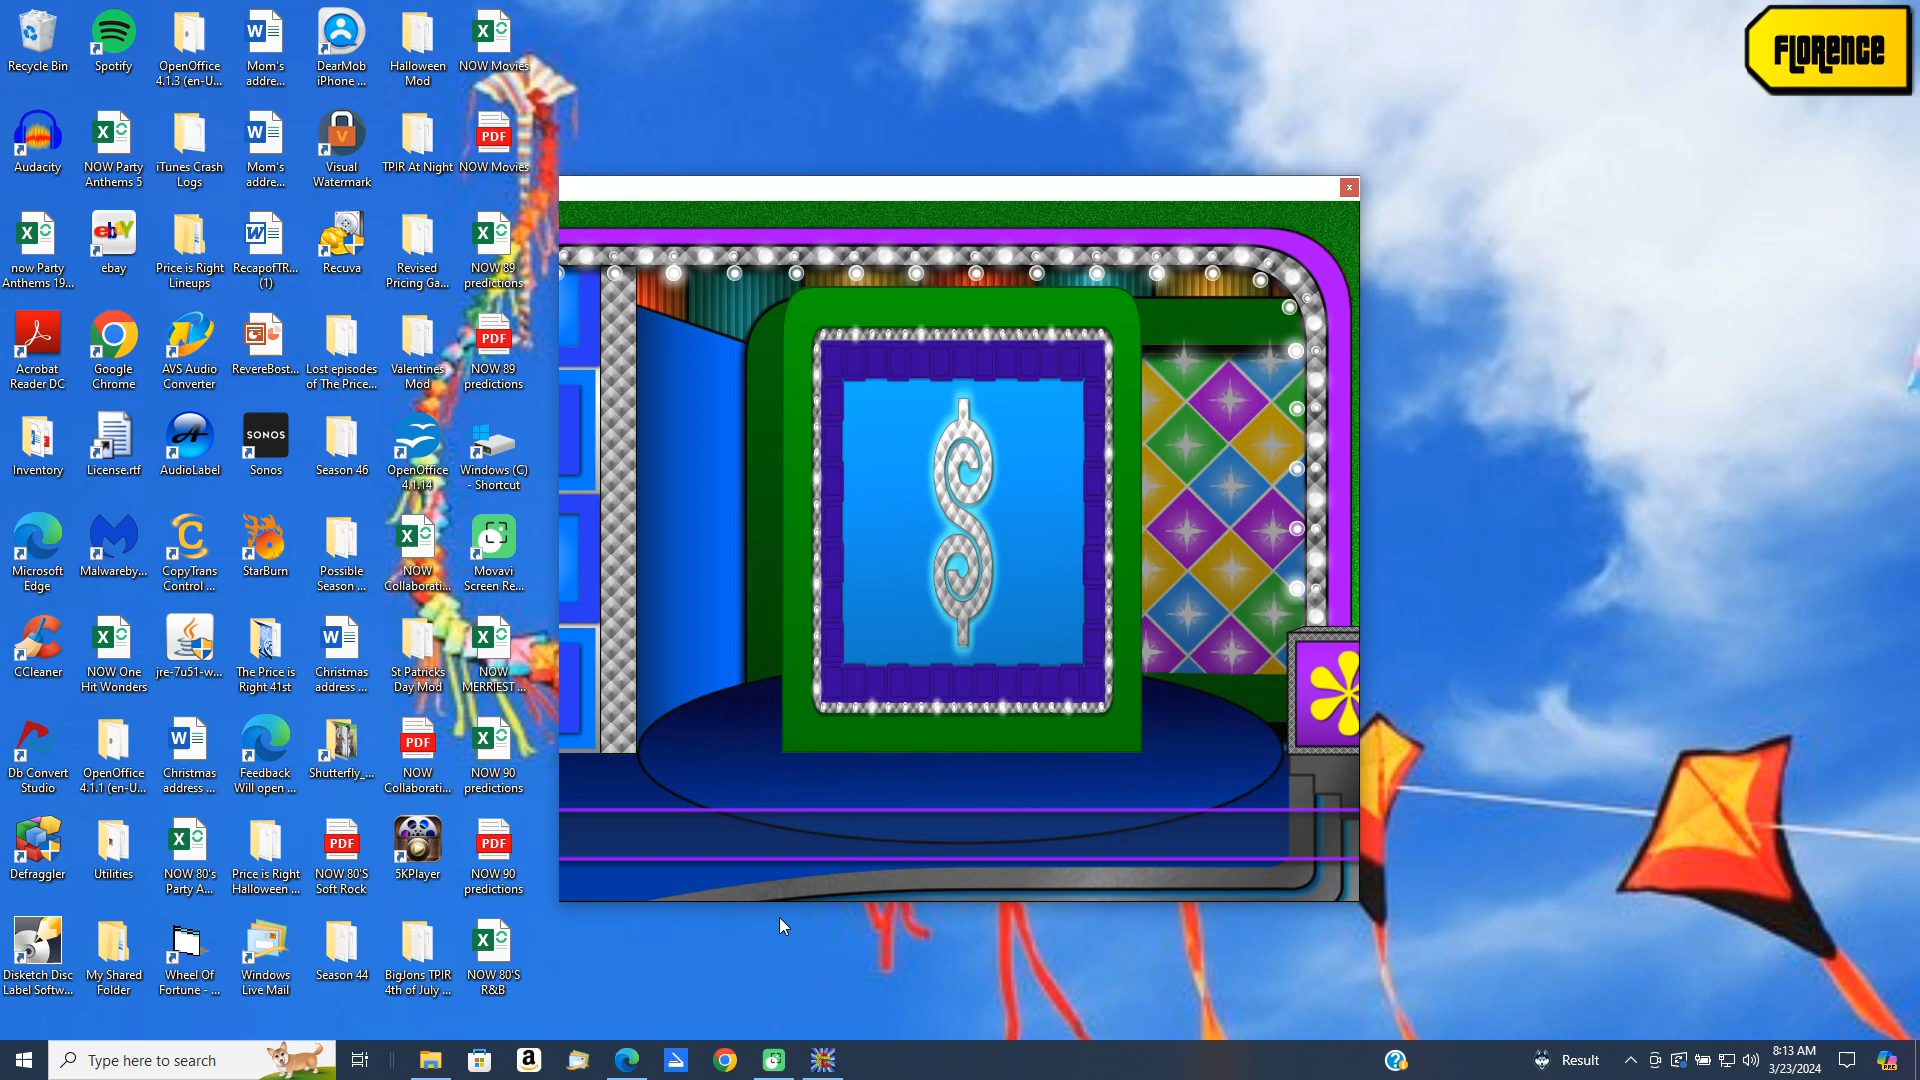 Recycle Bin
Spotify
OpenOffice
4.1.3 (en-U...
Mom's
addre...
DearMob
iPhone ...
Halloween
Mod
NOW Movies
FLORENCE
Audacity
NOW Party
Anthems 5
iTunes Crash
Logs
Mom's
addre...
Visual
Watermark
TPIR At Night
PDF
NOW Movies
now Party
Anthems 19...
ebay
ebay
Price is Right
Lineups
RecapofTR...
(1)
Recuva
Revised
Pricing Ga...
NOW 89
predictions
Acrobat
Reader DC
Google
Chrome
AVS Audio
Converter
RevereBost...
Lost episodes
of The Price...
Valentines
Mod
PDF
NOW 89
predictions
Inventory
License.rtf
AudioLabel
SONOS
Sonos
Season 46
OpenOffice
4.1.14
Windows (C)
- Shortcut
Microsoft
Edge
Malwareby...
CopyTrans
Control ...
StarBurn
Possible
Season ...
NOW
Collaborati...
Movavi
Screen Re...
CCleaner
NOW One
Hit Wonders
jre-7u51-w...
The Price is
Right 41st
Christmas
address ...
St Patricks
Day Mod
NOW
MERRIEST ...
Db Convert
Studio
OpenOffice
4.1.1 (en-U...
Christmas
address ...
Feedback
Will open ...
Shutterfly_...
PDF
NOW
Collaborati...
NOW 90
predictions
Defraggler
Utilities
NOW 80's
Party A...
Price is Right
Halloween ...
PDF
NOW 80'S
Soft Rock
5KPlayer
PDF
NOW 90
predictions
Disketch Disc
Label Softw...
My Shared
Folder
Wheel Of
Fortune - ...
Windows
Live Mail
Season 44
BigJons TPIR
4th of July ...
NOW 80'S
R&B
Type here to search
Result
8:13 AM
3/23/2024